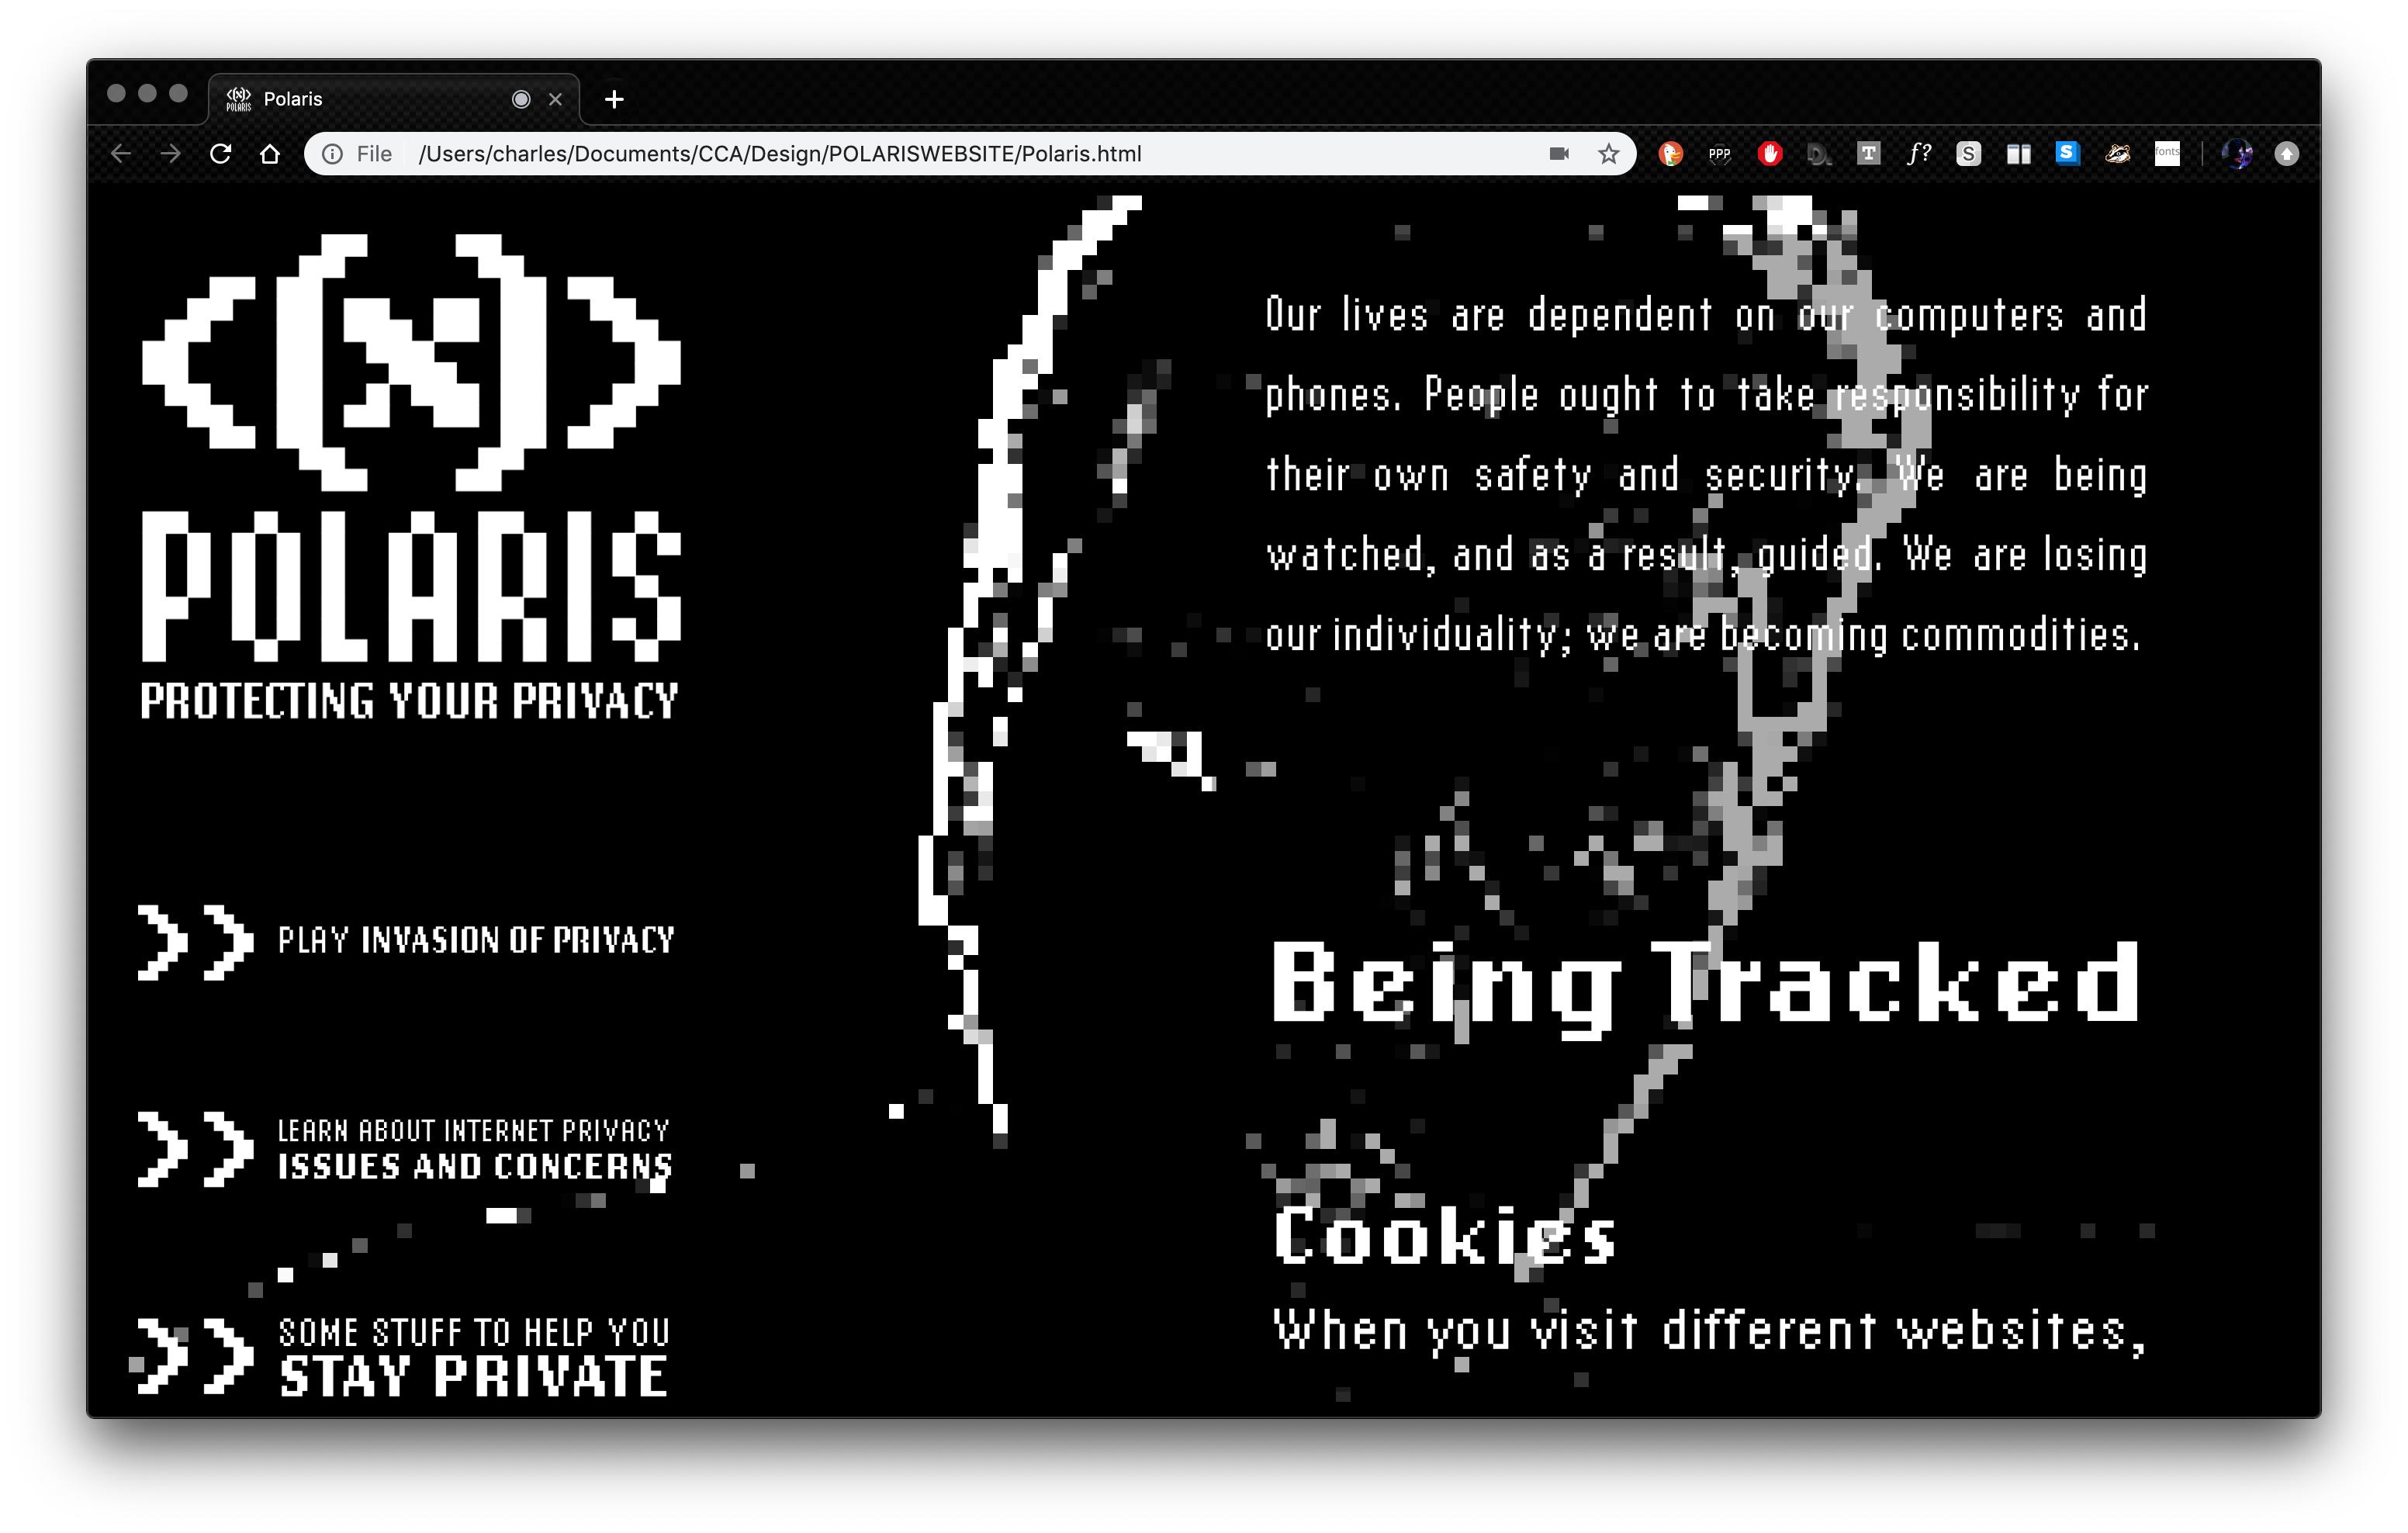 POLARIS
Polaris
File
/Users/charles/Documents/CCA/Design/POLARISWEBSITE/Polaris.html
PPP
D
T
f?
S
S
fonts
POLARIS
PROTECTING YOUR PRIVACY
PLAY INVASION OF PRIVACY
LEARN ABOUT INTERNET PRIVACY
ISSUES AND CONCERNS
SOME STUFF TO HELP YOU
STAY PRIVATE
Our lives are dependent on our computers and
phones. People ought to take responsibility for
their own safety and security. We are being
watched, and as a result, guided. We are losing
our individuality; we are becoming commodities.
Being Tracked
Cookies
When you visit different websites,